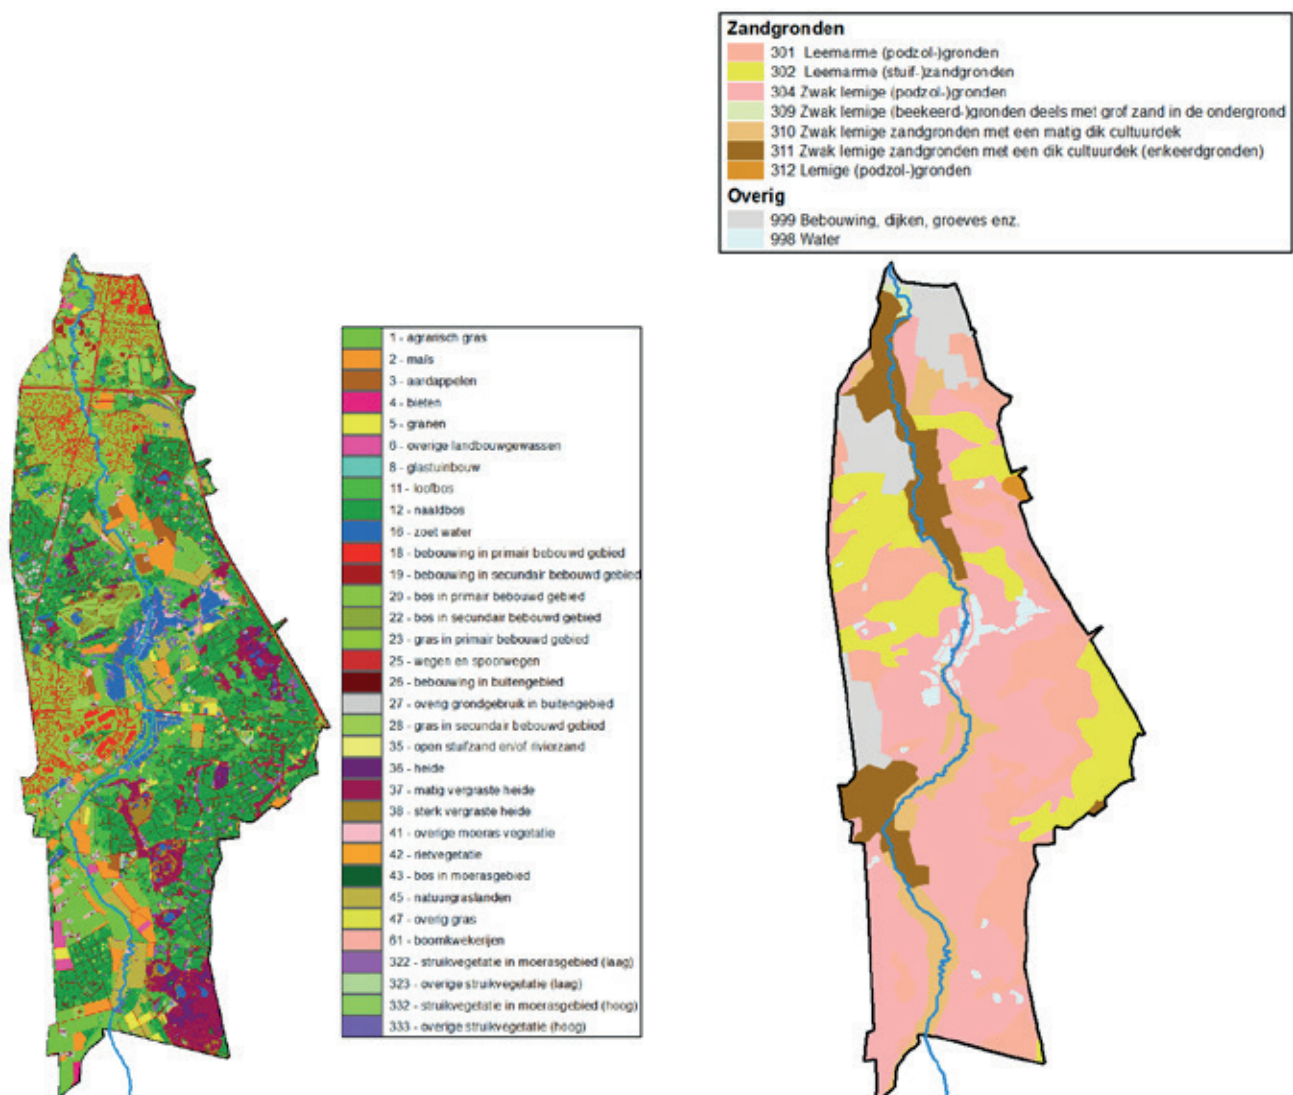 Zandgronden
301 Leemarme (podzol-)gronden
302 Leemarme (stuif-)zandgronden
304 Zwak lemige (podzol-)gronden
309 Zwak lemige (beekeerd-)gronden deels met grof zand in de ondergrond
310 Zwak lemige zandgronden met een matig dik cultuurdek
311 Zwak lemige zandgronden met een dik cultuurdek (enkeerdgronden)
312 Lemige (podzol-)gronden
Overig
999 Bebouwing, dijken, groeves enz.
998 Water
1 - agrarisch gras
2 - maïs
3 - aardappelen
4 - bieten
5 - granen
6 - overige landbouwgewassen
8 - glastuinbouw
11 - loofbos
12 - naaldbos
16 - zoet water
18 - bebouwing in primair bebouwd gebied
19 - bebouwing in secundair bebouwd gebied
20 - bos in primair bebouwd gebied
22 - bos in secundair bebouwd gebied
23 - gras in primair bebouwd gebied
25 - wegen en spoorwegen
26 - bebouwing in buitengebied
27 - overig grondgebruik in buitengebied
28 - gras in secundair bebouwd gebied
35 - open stuifzand en/of rivierzand
36 - heide
37 - matig vergraste heide
38 - sterk vergraste heide
41 - overige moeras vegetatie
42 - rietvegetatie
43 - bos in moerasgebied
45 - natuurgraslanden
47 - overig gras
61 - boomkwekerijen
322 - struikvegetatie in moerasgebied (laag)
323 - overige struikvegetatie (laag)
332 - struikvegetatie in moerasgebied (hoog)
333 - overige struikvegetatie (hoog)